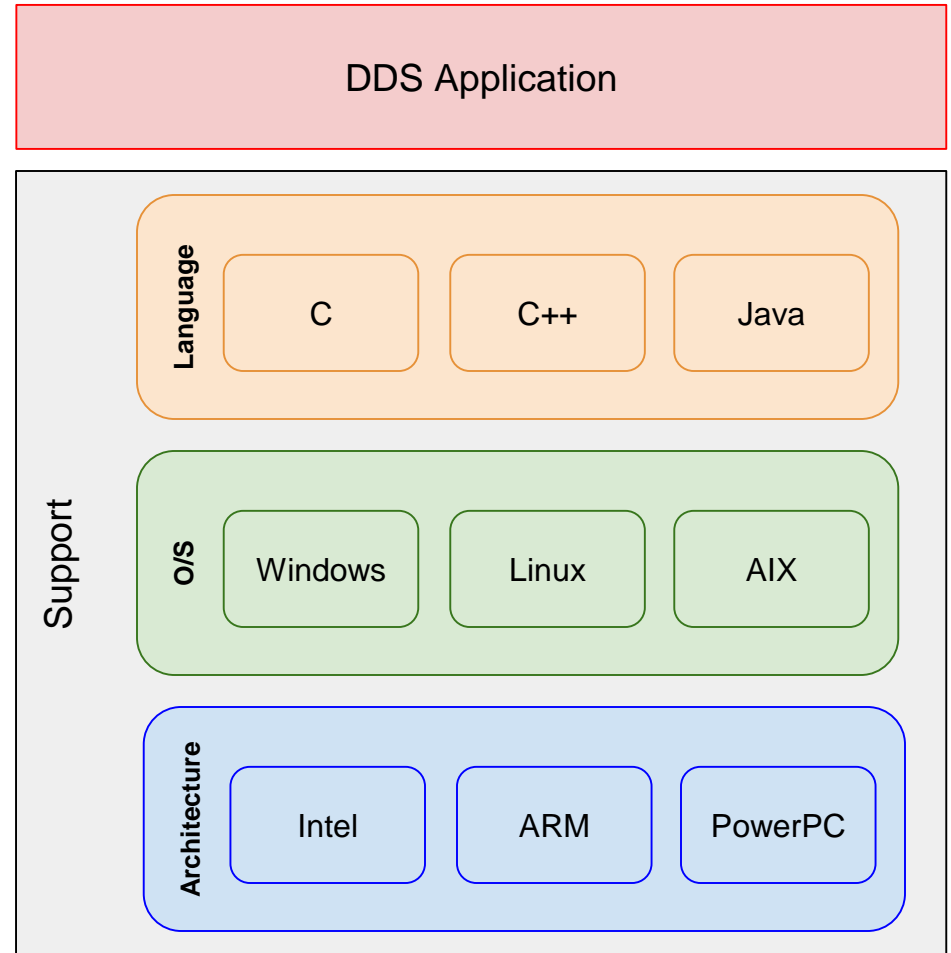 DDS Application
Support
Language
C
C++
Java
O/S
Windows
Linux
AIX
Architecture
Intel
ARM
PowerPC